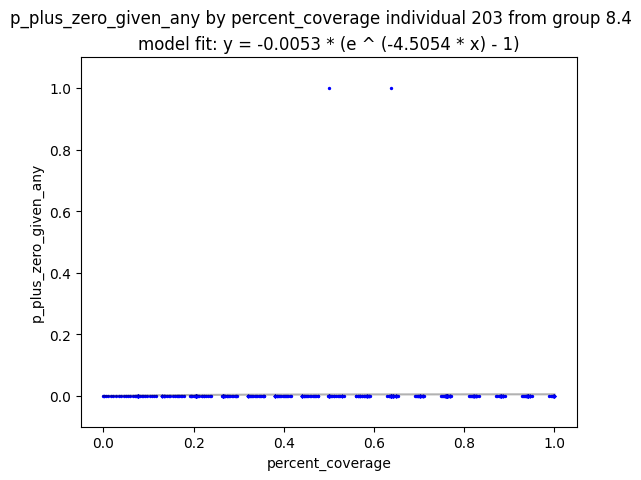 p_plus_zero_given_any by percent_coverage individual 203 from group 8.4
model fit: y = -0.0053 * (e ^ (-4.5054 * x) - 1)
1.0
0.8
0.6
0.4
0.2
0.0
p_plus_zero_given_any
0.0 0.2 0.4 0.6 0.8 1.0
percent_coverage